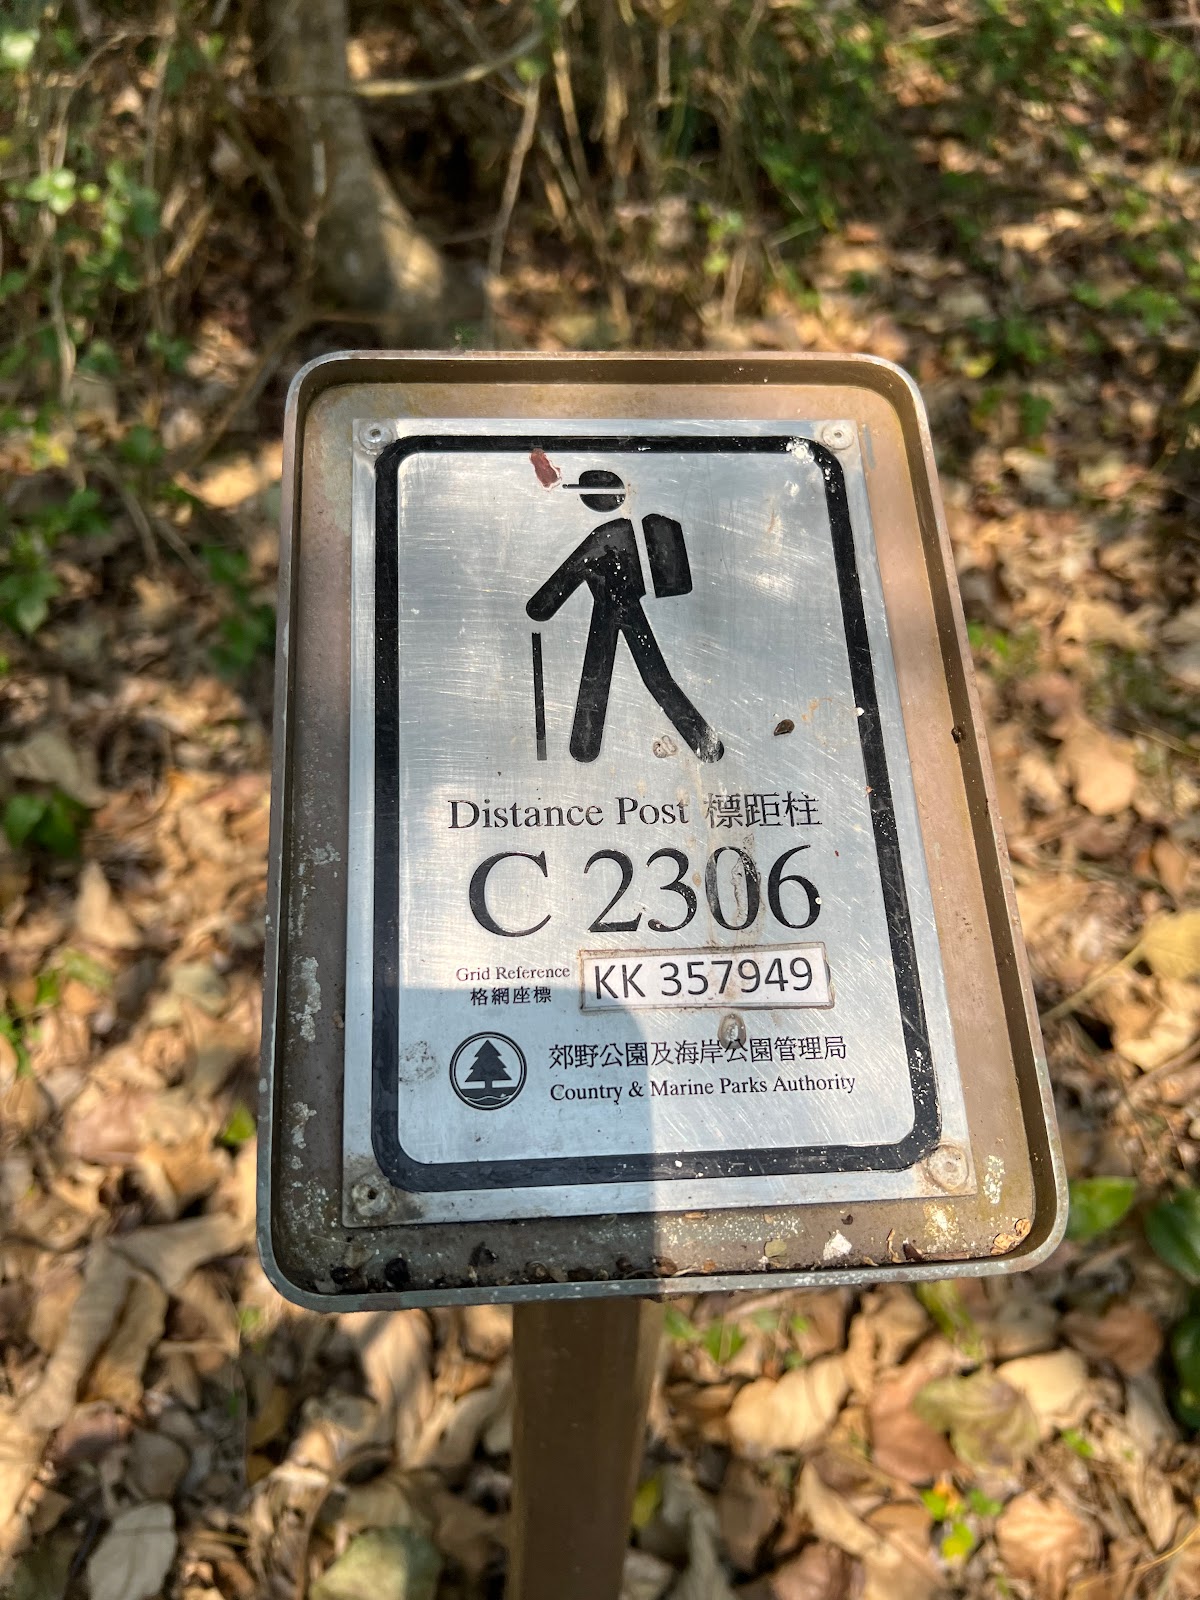 Distance Post 標距柱
C 2306
Grid Reference KK 357949
格網座標
郊野公園及海岸公園管理局
Country & Marine Parks Authority